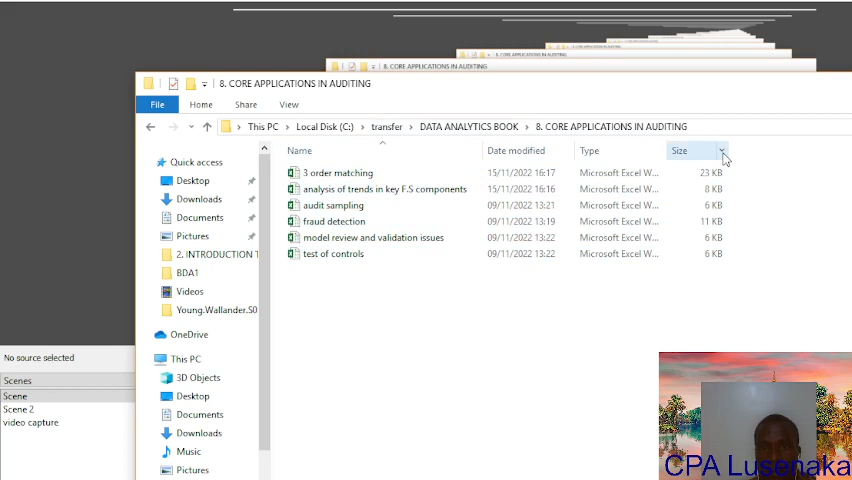 8. CORE APPLICATIONS IN AUDITING
8. CORE APPLICATIONS IN AUDITING
File Home Share View
This PC Local Disk (C:) transfer DATA ANALYTICS BOOK 8. CORE APPLICATIONS IN AUDITING
Name Date modified Type Size
Quick access
Desktop
Downloads
Documents
Pictures
2. INTRODUCTION T
BDA1
Videos
Young.Wallander.S0
OneDrive
This PC
3D Objects
Desktop
Documents
Downloads
Music
Pictures
3 order matching 15/11/2022 16:17 Microsoft Excel W... 23 KB
analysis of trends in key F.S components 15/11/2022 16:16 Microsoft Excel W... 8 KB
audit sampling 09/11/2022 13:21 Microsoft Excel W... 6 KB
fraud detection 09/11/2022 13:19 Microsoft Excel W... 11 KB
model review and validation issues 09/11/2022 13:22 Microsoft Excel W... 6 KB
test of controls 09/11/2022 13:22 Microsoft Excel W... 6 KB
No source selected
Scenes
Scene
Scene 2
video capture
CPA Lusenaka